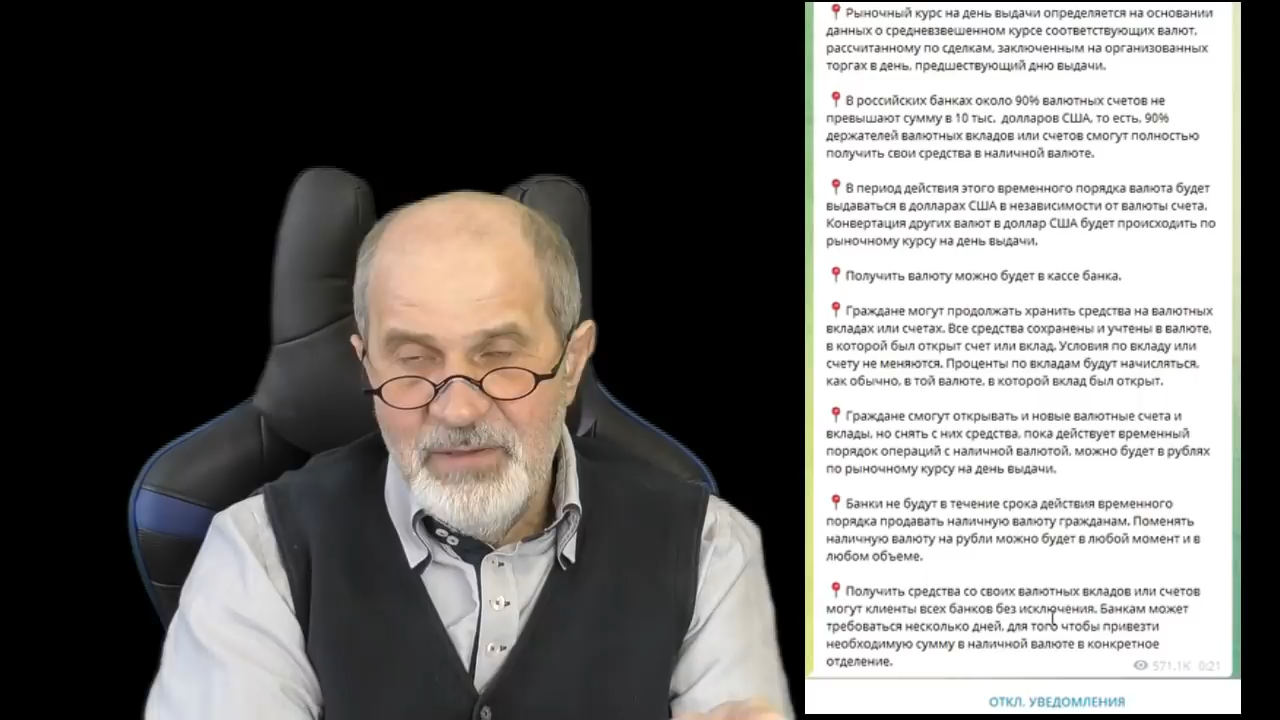 Рыночный курс на день выдачи определяется на основании
данных о средневзвешенном курсе соответствующих валют,
рассчитанному по сделкам, заключенным на организованных
торгах в день, предшествующий дню выдачи.
В российских банках около 90% валютных счетов не
превышают сумму в 10 тыс. долларов США, то есть, 90%
держателей валютных вкладов или счетов смогут полностью
получить свои средства в наличной валюте.
В период действия этого временного порядка валюта будет
выдаваться в долларах США в независимости от валюты счета.
Конвертация других валют в доллар США будет происходить по
рыночному курсу на день выдачи.
Получить валюту можно будет в кассе банка.
Граждане могут продолжать хранить средства на валютных
вкладах или счетах. Все средства сохранены и учтены в валюте,
в которой был открыт счет или вклад. Условия по вкладу или
счету не меняются. Проценты по вкладам будут начисляться,
как обычно, в той валюте, в которой вклад был открыт.
Граждане смогут открывать и новые валютные счета и
вклады, но снять с них средства, пока действует временный
порядок операций с наличной валютой, можно будет в рублях
по рыночному курсу на день выдачи.
Банки не будут в течение срока действия временного
порядка продавать наличную валюту гражданам. Поменять
наличную валюту на рубли можно будет в любой момент и в
любом объеме.
Получить средства со своих валютных вкладов или счетов
могут клиенты всех банков без исключения. Банкам может
требоваться несколько дней, для того чтобы привезти
необходимую сумму в наличной валюте в конкретное
отделение.
571.1K 0:21
ОТКЛ. УВЕДОМЛЕНИЯ